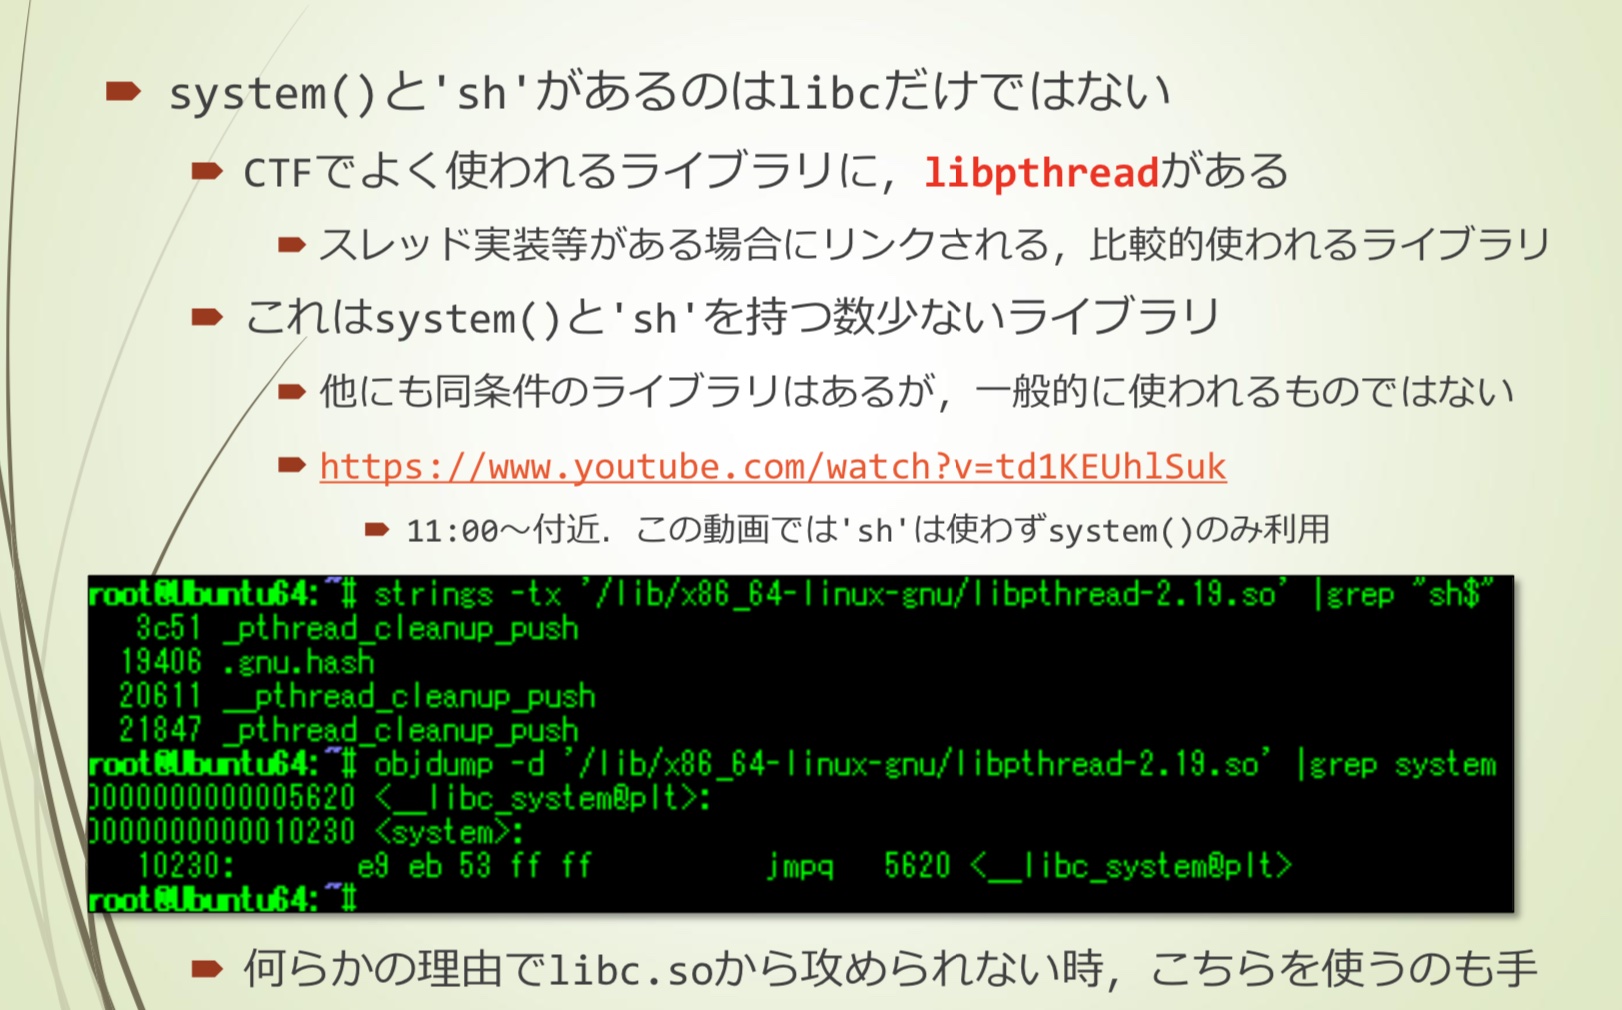 system()と'sh'があるのはlibcだけではない
CTFでよく使われるライブラリに，libpthreadがある
スレッド実装等がある場合にリンクされる，比較的使われるライブラリ
これはsystem()と'sh'を持つ数少ないライブラリ
他にも同条件のライブラリはあるが，一般的に使われるものではない
https://www.youtube.com/watch?v=td1KEUhlSuk
11:00～付近．この動画では'sh'は使わずsystem()のみ利用
root@Ubuntu64:~# strings -tx '/lib/x86_64-linux-gnu/libpthread-2.19.so' |grep "sh$"
3c51 _pthread_cleanup_push
19406 .gnu.hash
20611 __pthread_cleanup_push
21847 _pthread_cleanup_push
root@Ubuntu64:~# objdump -d '/lib/x86_64-linux-gnu/libpthread-2.19.so' |grep system
0000000000005620 <__libc_system@plt>:
0000000000010230 <system>:
10230: e9 eb 53 ff ff jmpq 5620 <__libc_system@plt>
root@Ubuntu64:~#
何らかの理由でlibc.soから攻められない時，こちらを使うのも手